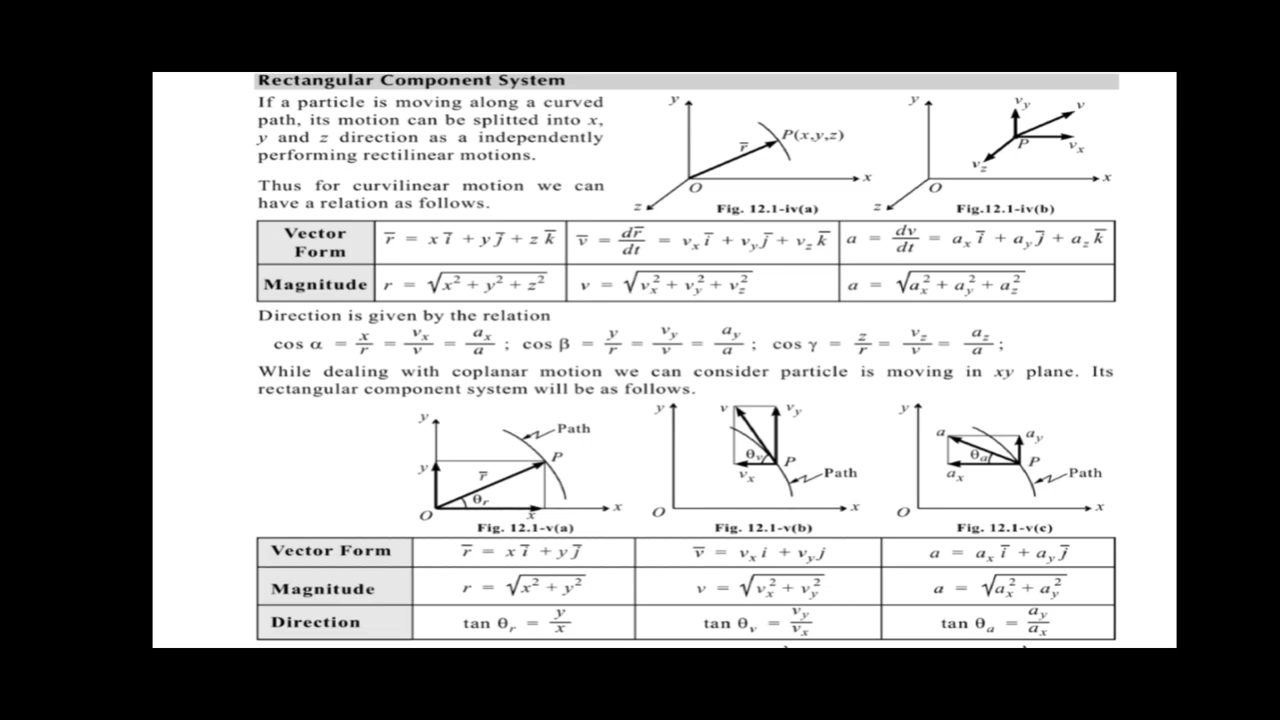 Rectangular Component System
If a particle is moving along a curved
path, its motion can be splitted into x,
y and z direction as a independently
performing rectilinear motions.
Thus for curvilinear motion we can
have a relation as follows.
y
P(x,y,z)
r̅
x
O
z
Fig. 12.1-iv(a)
y
v_y
v
P
v_x
v_z
x
O
z
Fig.12.1-iv(b)
Vector Form | r̅ = x i̅ + y j̅ + z k̅ | v̅ = dr̅/dt = v_x i̅ + v_y j̅ + v_z k̅ | a = dv/dt = a_x i̅ + a_y j̅ + a_z k̅
Magnitude | r = √(x² + y² + z²) | v = √(v_x² + v_y² + v_z²) | a = √(a_x² + a_y² + a_z²)
Direction is given by the relation
cos α = x/r = v_x/v = a_x/a ; cos β = y/r = v_y/v = a_y/a ; cos γ = z/r = v_z/v = a_z/a ;
While dealing with coplanar motion we can consider particle is moving in xy plane. Its
rectangular component system will be as follows.
y
Path
y
P
r̅
θ_r
O
x
x
Fig. 12.1-v(a)
y
v
v_y
θ_v
P
v_x
Path
O
x
Fig. 12.1-v(b)
y
a
a_y
θ_a
P
a_x
Path
O
x
Fig. 12.1-v(c)
Vector Form | r̅ = x i̅ + y j̅ | v̅ = v_x i + v_y j | a = a_x i̅ + a_y j̅
Magnitude | r = √(x² + y²) | v = √(v_x² + v_y²) | a = √(a_x² + a_y²)
Direction | tan θ_r = y/x | tan θ_v = v_y/v_x | tan θ_a = a_y/a_x